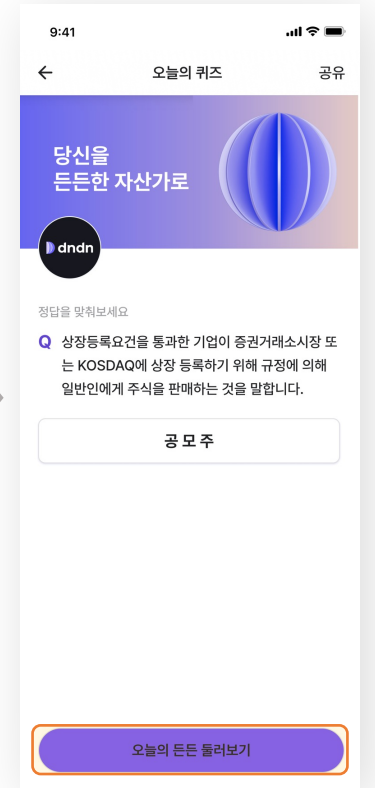 9:41
오늘의 퀴즈
공유
당신을
든든한 자산가로
dndn
정답을 맞춰보세요
Q 상장등록요건을 통과한 기업이 증권거래소시장 또
는 KOSDAQ에 상장 등록하기 위해 규정에 의해
일반인에게 주식을 판매하는 것을 말합니다.
공 모 주
오늘의 든든 둘러보기